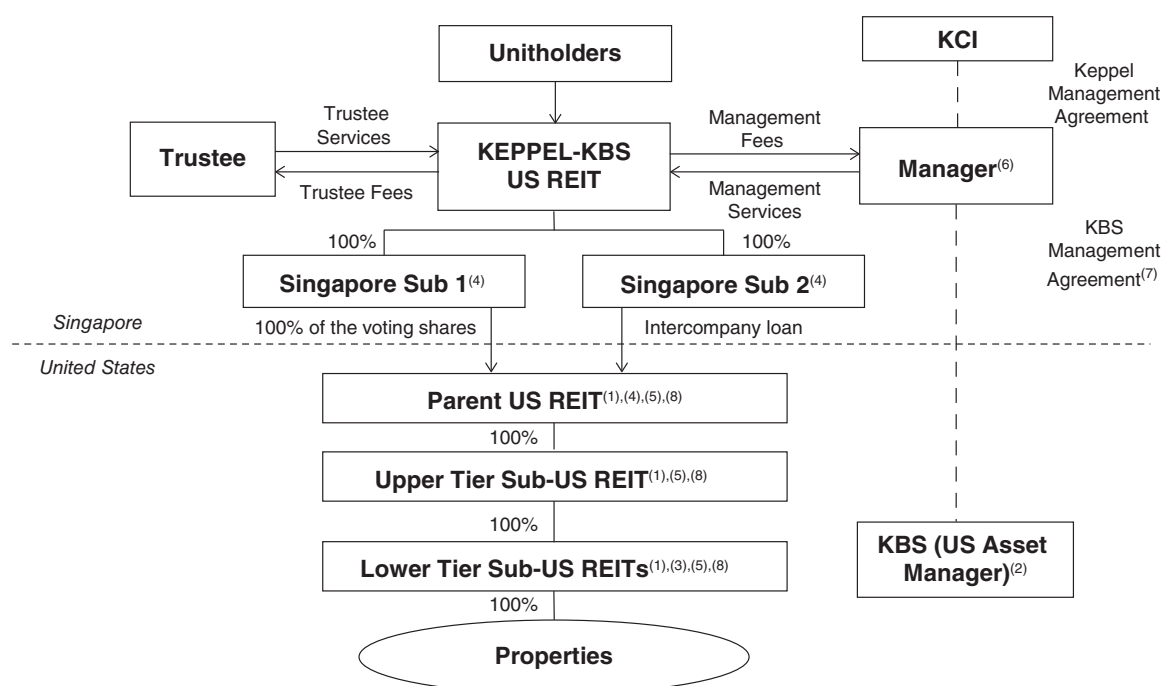 Unitholders
KCI
Keppel
Management
Agreement
Trustee
Services
Management
Fees
Trustee
KEPPEL-KBS
US REIT
Manager(6)
Trustee Fees
Management
Services
KBS
Management
Agreement(7)
100%
100%
Singapore Sub 1(4)
Singapore Sub 2(4)
Singapore
100% of the voting shares
Intercompany loan
United States
Parent US REIT(1),(4),(5),(8)
100%
Upper Tier Sub-US REIT(1),(5),(8)
100%
KBS (US Asset
Manager)(2)
Lower Tier Sub-US REITs(1),(3),(5),(8)
100%
Properties